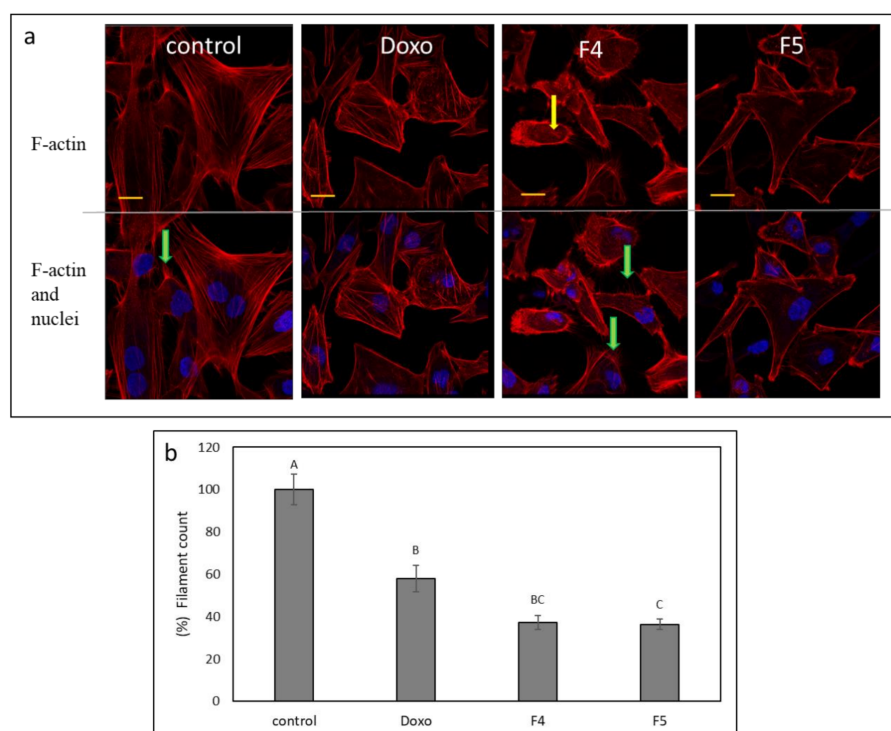 a
control
Doxo
F4
F5
F-actin
F-actin
and
nuclei
b
120
100
80
60
40
20
0
(%) Filament count
A
B
BC
C
control
Doxo
F4
F5